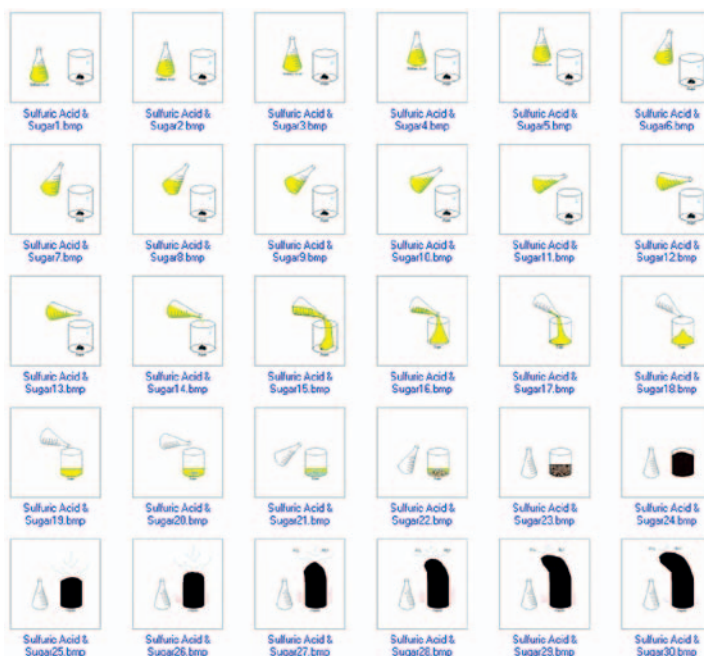 Sulfuric Acid & Sulfuric Acid & Sulfuric Acid & Sulfuric Acid & Sulfuric Acid & Sulfuric Acid &
Sugar1.bmp Sugar2.bmp Sugar3.bmp Sugar4.bmp Sugar5.bmp Sugar6.bmp
Sulfuric Acid & Sulfuric Acid & Sulfuric Acid & Sulfuric Acid & Sulfuric Acid & Sulfuric Acid &
Sugar7.bmp Sugar8.bmp Sugar9.bmp Sugar10.bmp Sugar11.bmp Sugar12.bmp
Sulfuric Acid & Sulfuric Acid & Sulfuric Acid & Sulfuric Acid & Sulfuric Acid & Sulfuric Acid &
Sugar13.bmp Sugar14.bmp Sugar15.bmp Sugar16.bmp Sugar17.bmp Sugar18.bmp
Sulfuric Acid & Sulfuric Acid & Sulfuric Acid & Sulfuric Acid & Sulfuric Acid & Sulfuric Acid &
Sugar19.bmp Sugar20.bmp Sugar21.bmp Sugar22.bmp Sugar23.bmp Sugar24.bmp
Sulfuric Acid & Sulfuric Acid & Sulfuric Acid & Sulfuric Acid & Sulfuric Acid & Sulfuric Acid &
Sugar25.bmp Sugar26.bmp Sugar27.bmp Sugar28.bmp Sugar29.bmp Sugar30.bmp